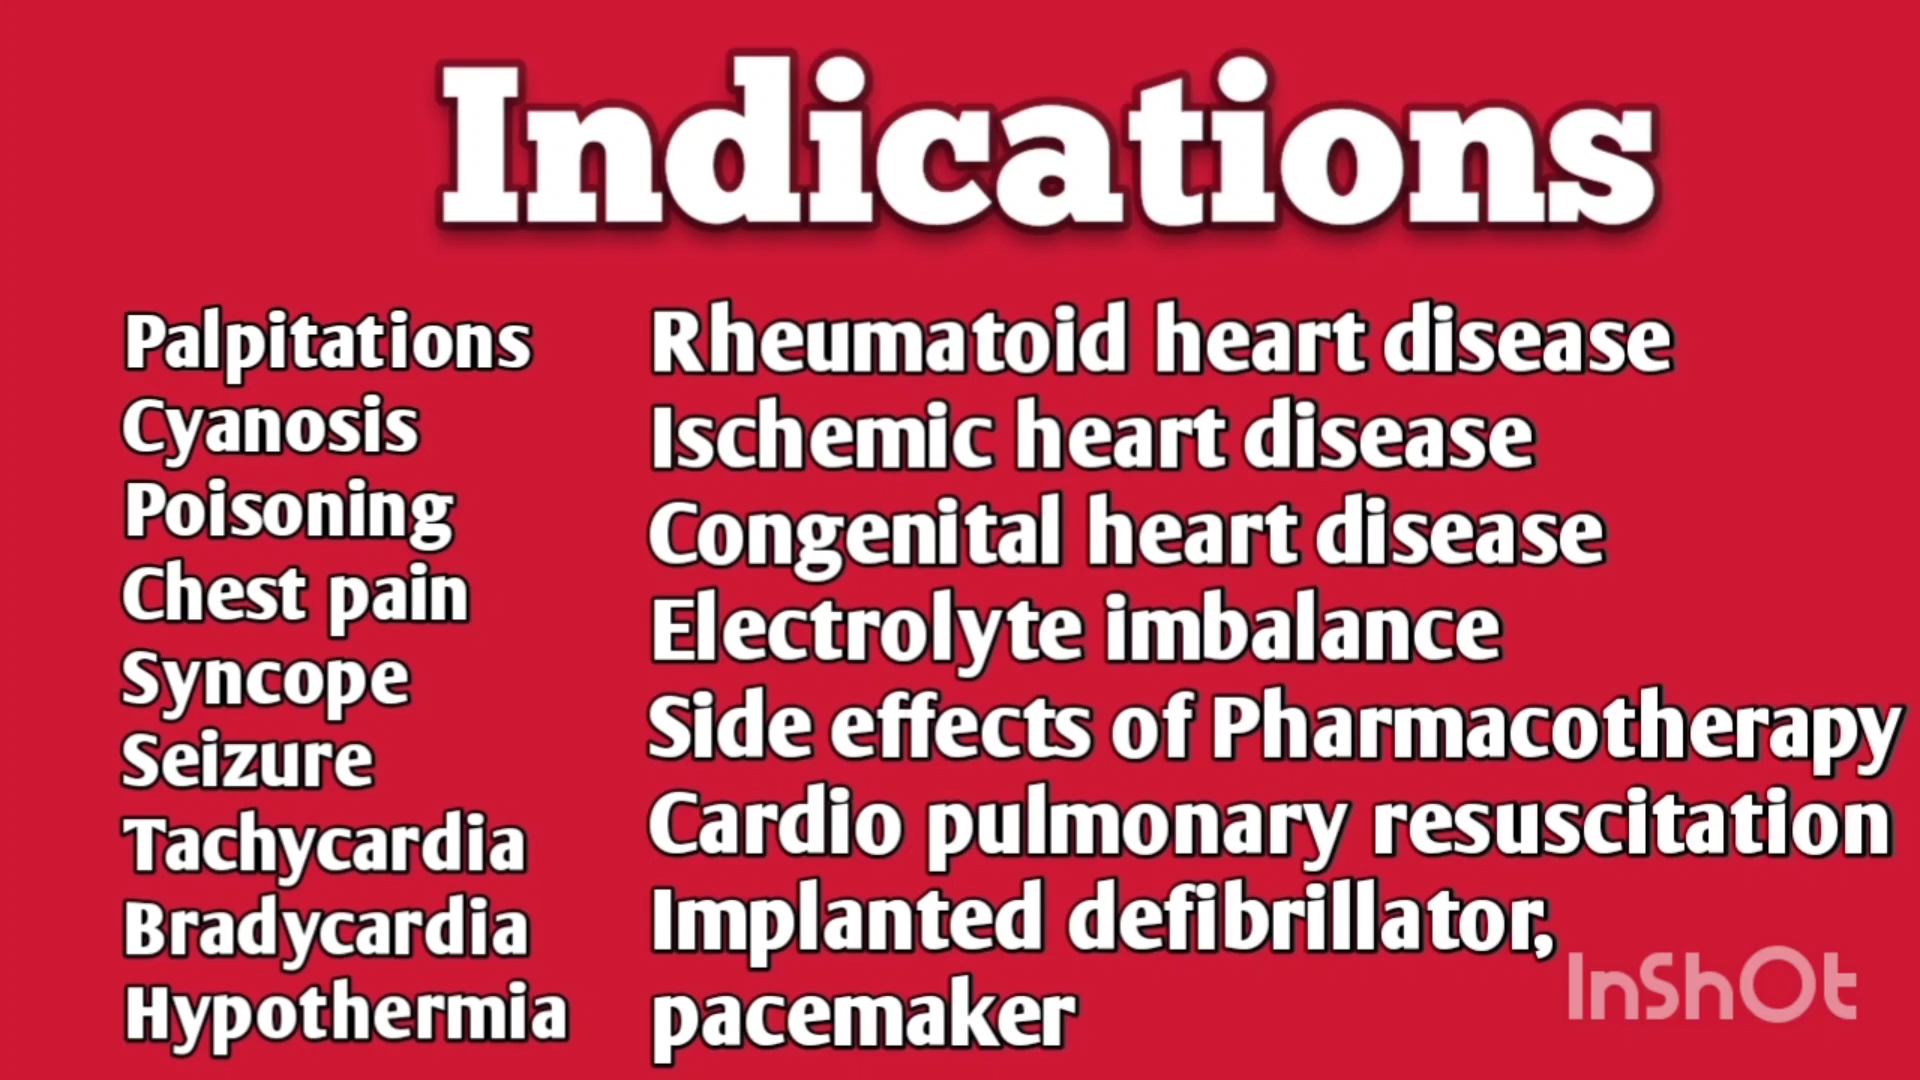 Indications
Palpitations
Cyanosis
Poisoning
Chest pain
Syncope
Seizure
Tachycardia
Bradycardia
Hypothermia
Rheumatoid heart disease
Ischemic heart disease
Congenital heart disease
Electrolyte imbalance
Side effects of Pharmacotherapy
Cardio pulmonary resuscitation
Implanted defibrillator,
pacemaker
InShOt